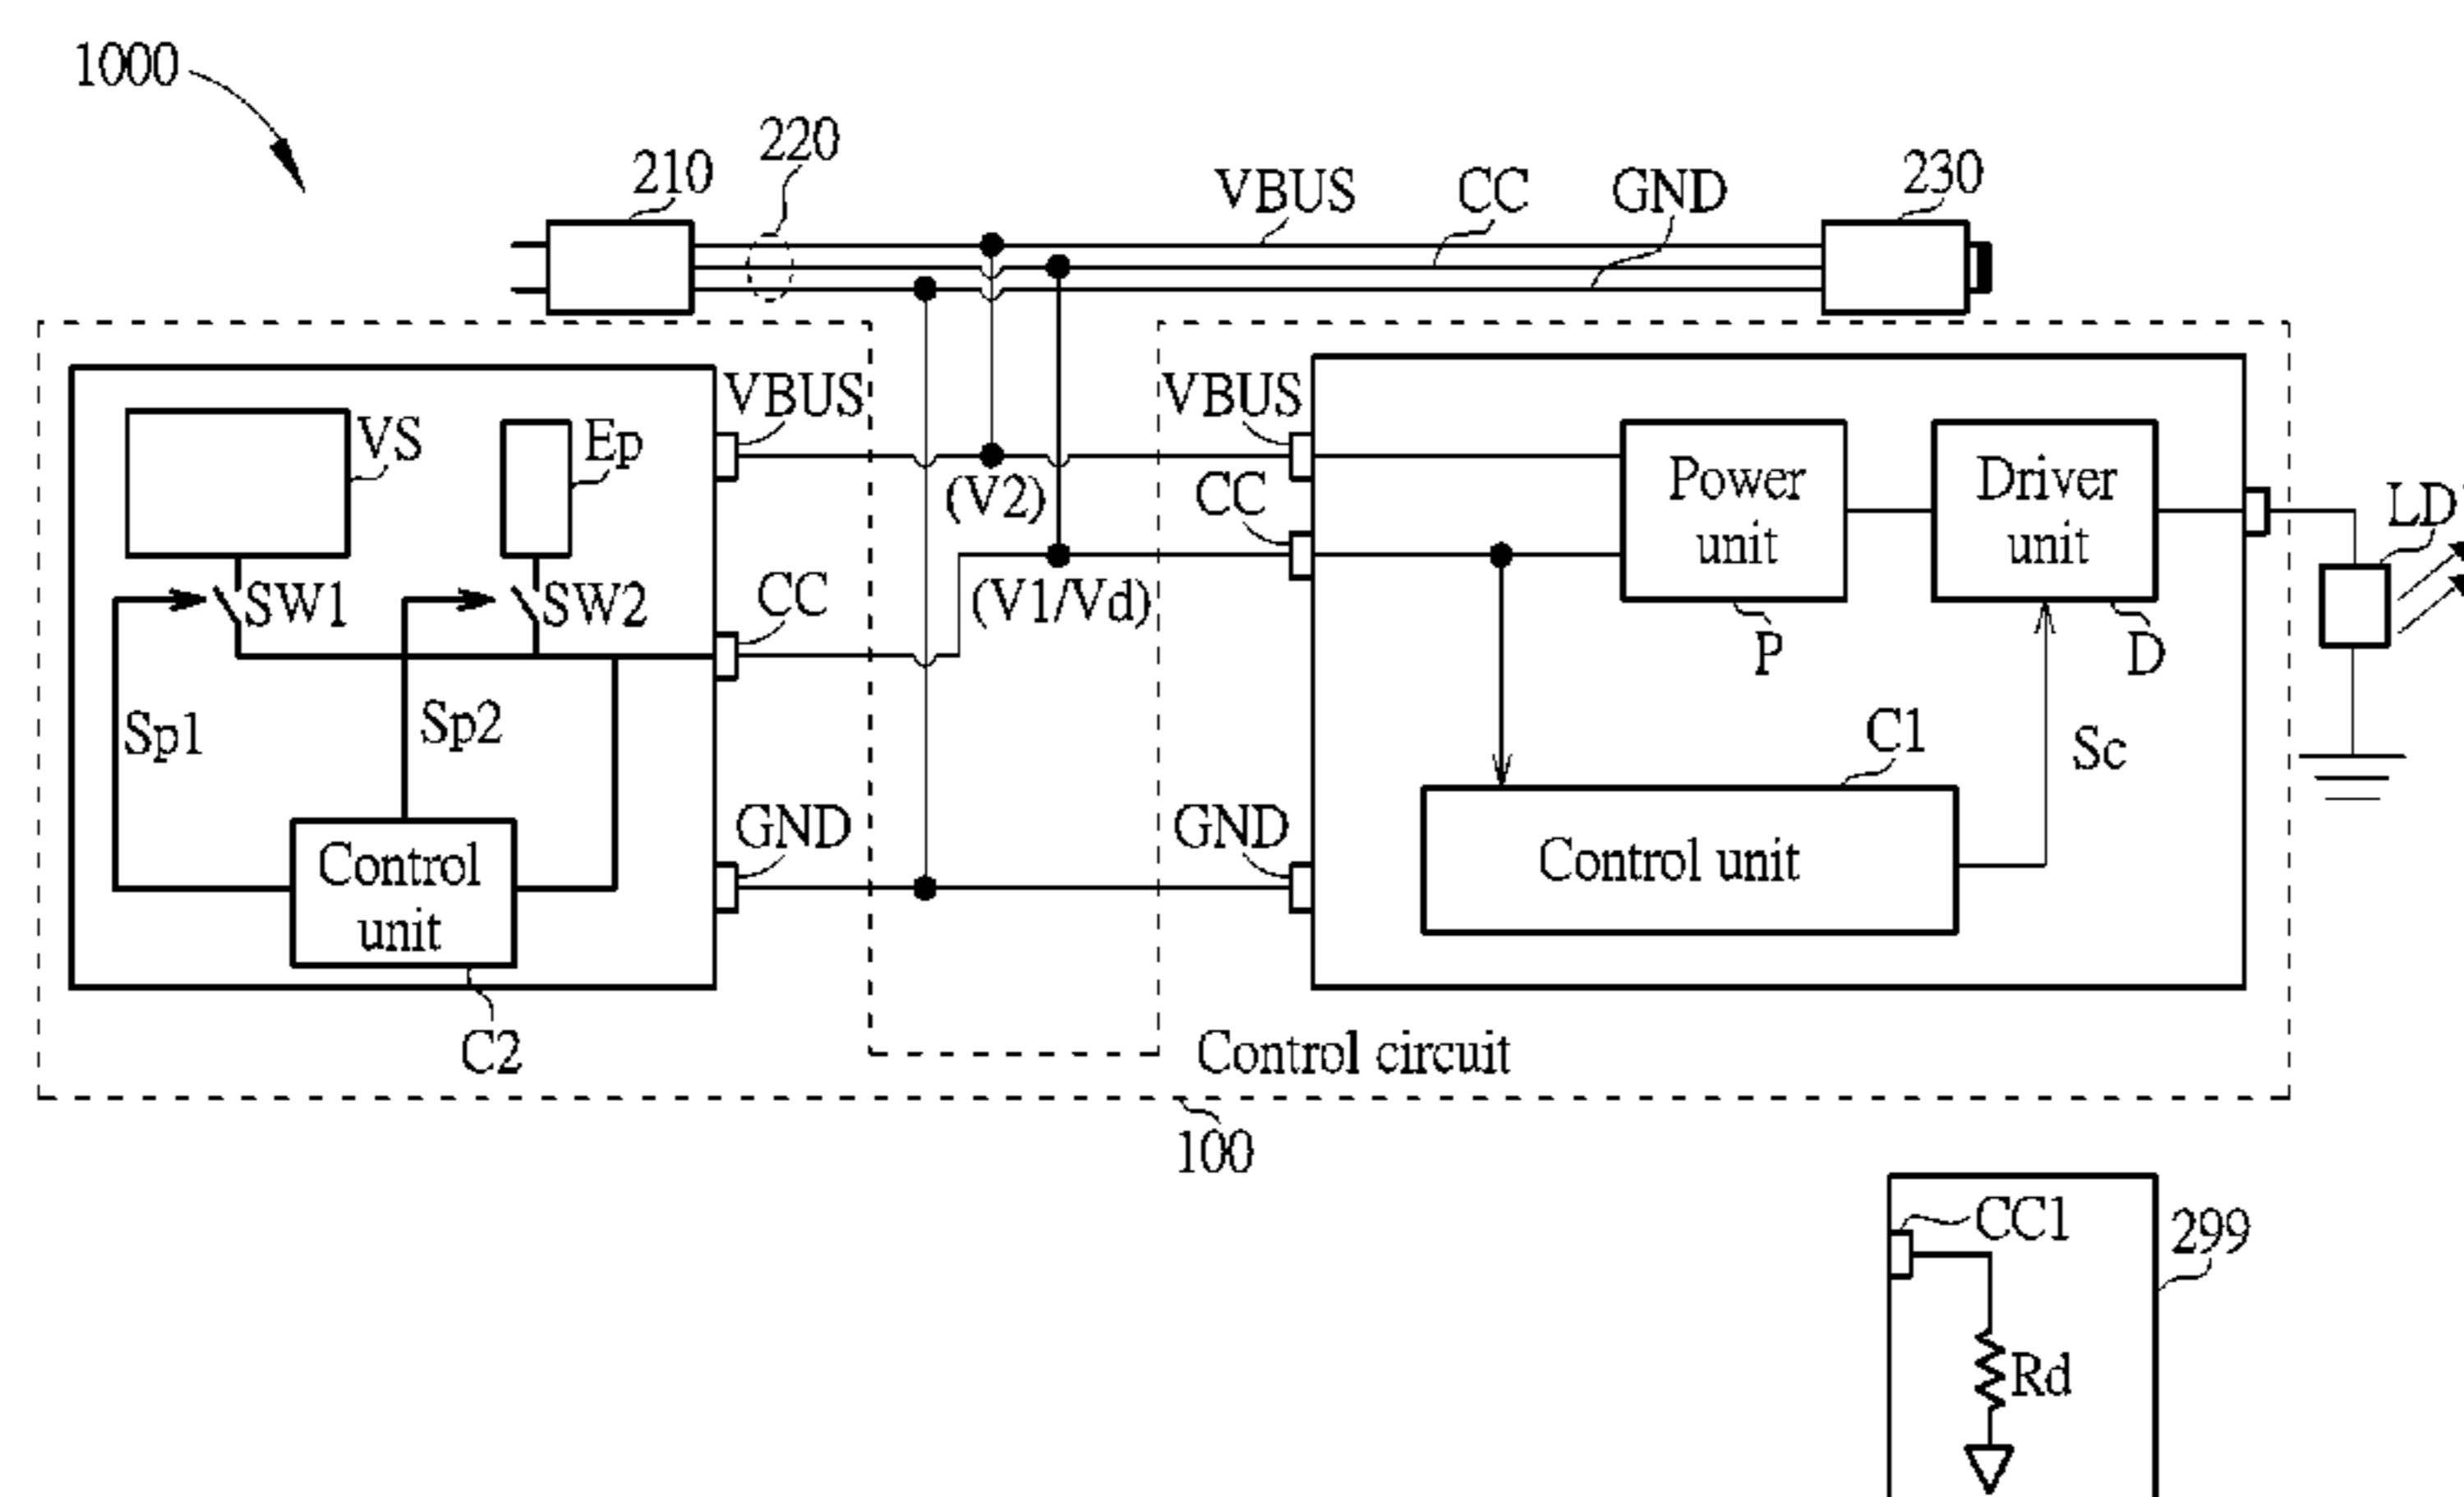 1000
210
220
VBUS
CC
GND
230
VS
Ep
VBUS
VBUS
CC
(V2)
Power
unit
Driver
unit
LD
SW1
SW2
CC
(V1/Vd)
P
D
Sp1
Sp2
C1
Sc
Control
unit
GND
GND
Control unit
C2
Control circuit
100
CC1
299
Rd